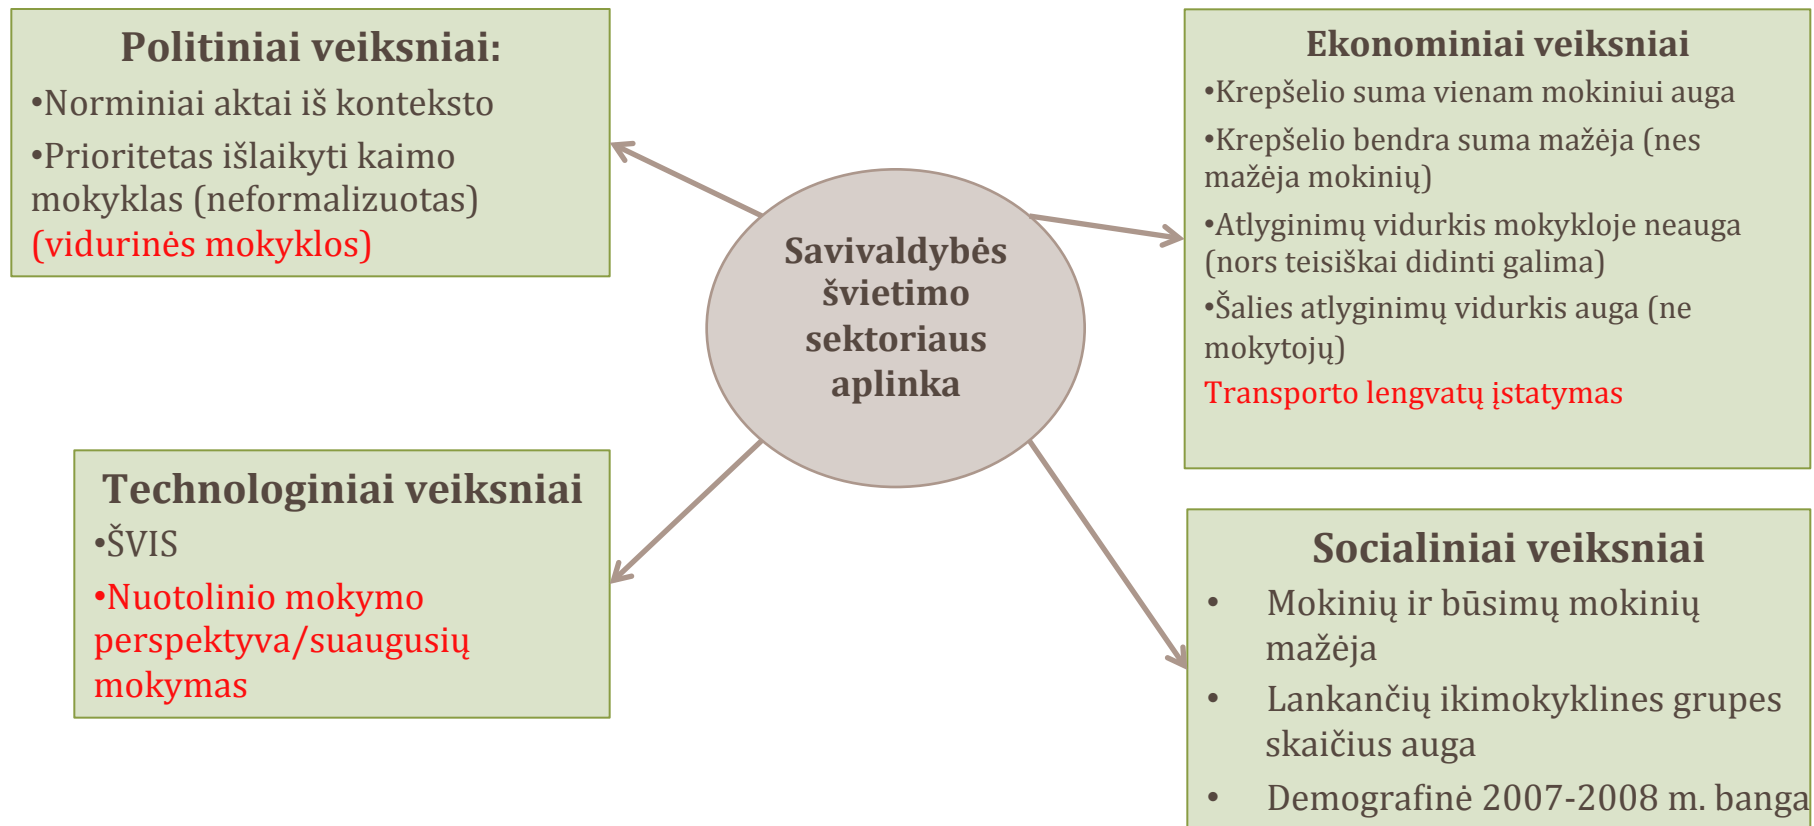 Politiniai veiksniai:
•Norminiai aktai iš konteksto
•Prioritetas išlaikyti kaimo
mokyklas (neformalizuotas)
(vidurinės mokyklos)
Ekonominiai veiksniai
•Krepšelio suma vienam mokiniui auga
•Krepšelio bendra suma mažėja (nes
mažėja mokinių)
•Atlyginimų vidurkis mokykloje neauga
(nors teisiškai didinti galima)
•Šalies atlyginimų vidurkis auga (ne
mokytojų)
Transporto lengvatų įstatymas
Savivaldybės
švietimo
sektoriaus
aplinka
Technologiniai veiksniai
•ŠVIS
•Nuotolinio mokymo
perspektyva/suaugusių
mokymas
Socialiniai veiksniai
• Mokinių ir būsimų mokinių
mažėja
• Lankančių ikimokyklines grupes
skaičius auga
• Demografinė 2007-2008 m. banga